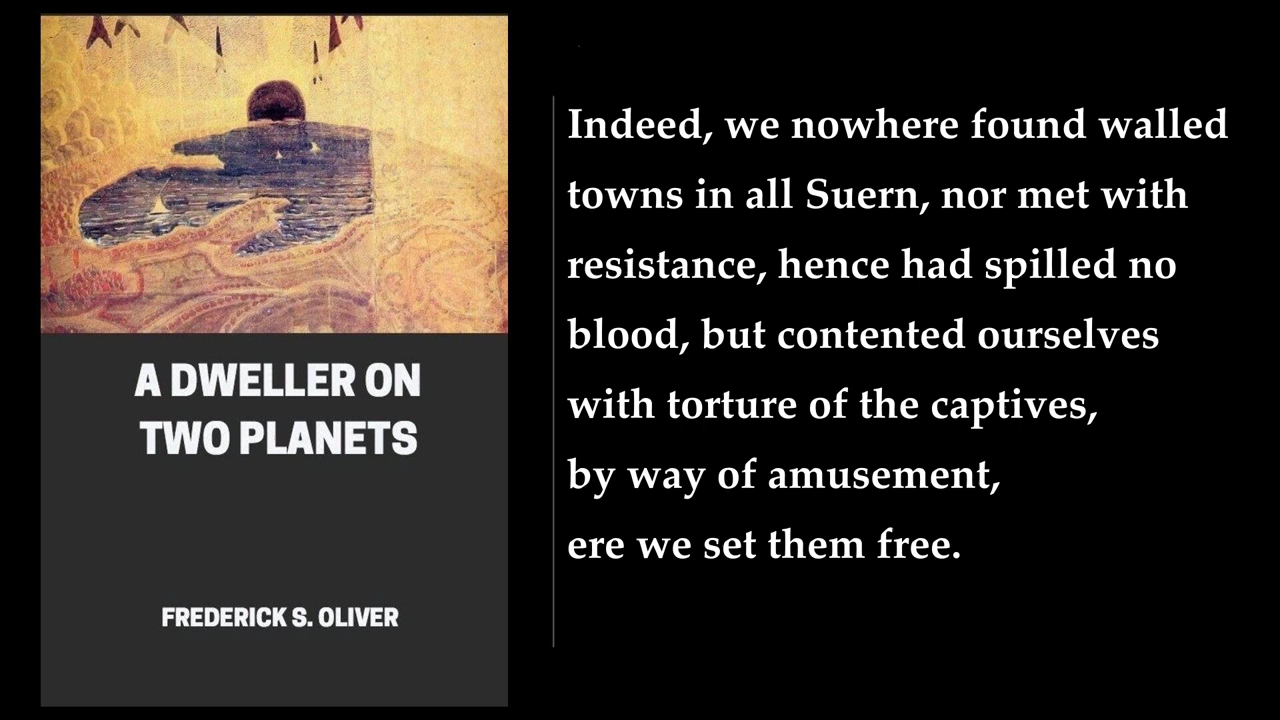 A DWELLER ON
TWO PLANETS
FREDERICK S. OLIVER
Indeed, we nowhere found walled
towns in all Suern, nor met with
resistance, hence had spilled no
blood, but contented ourselves
with torture of the captives,
by way of amusement,
ere we set them free.